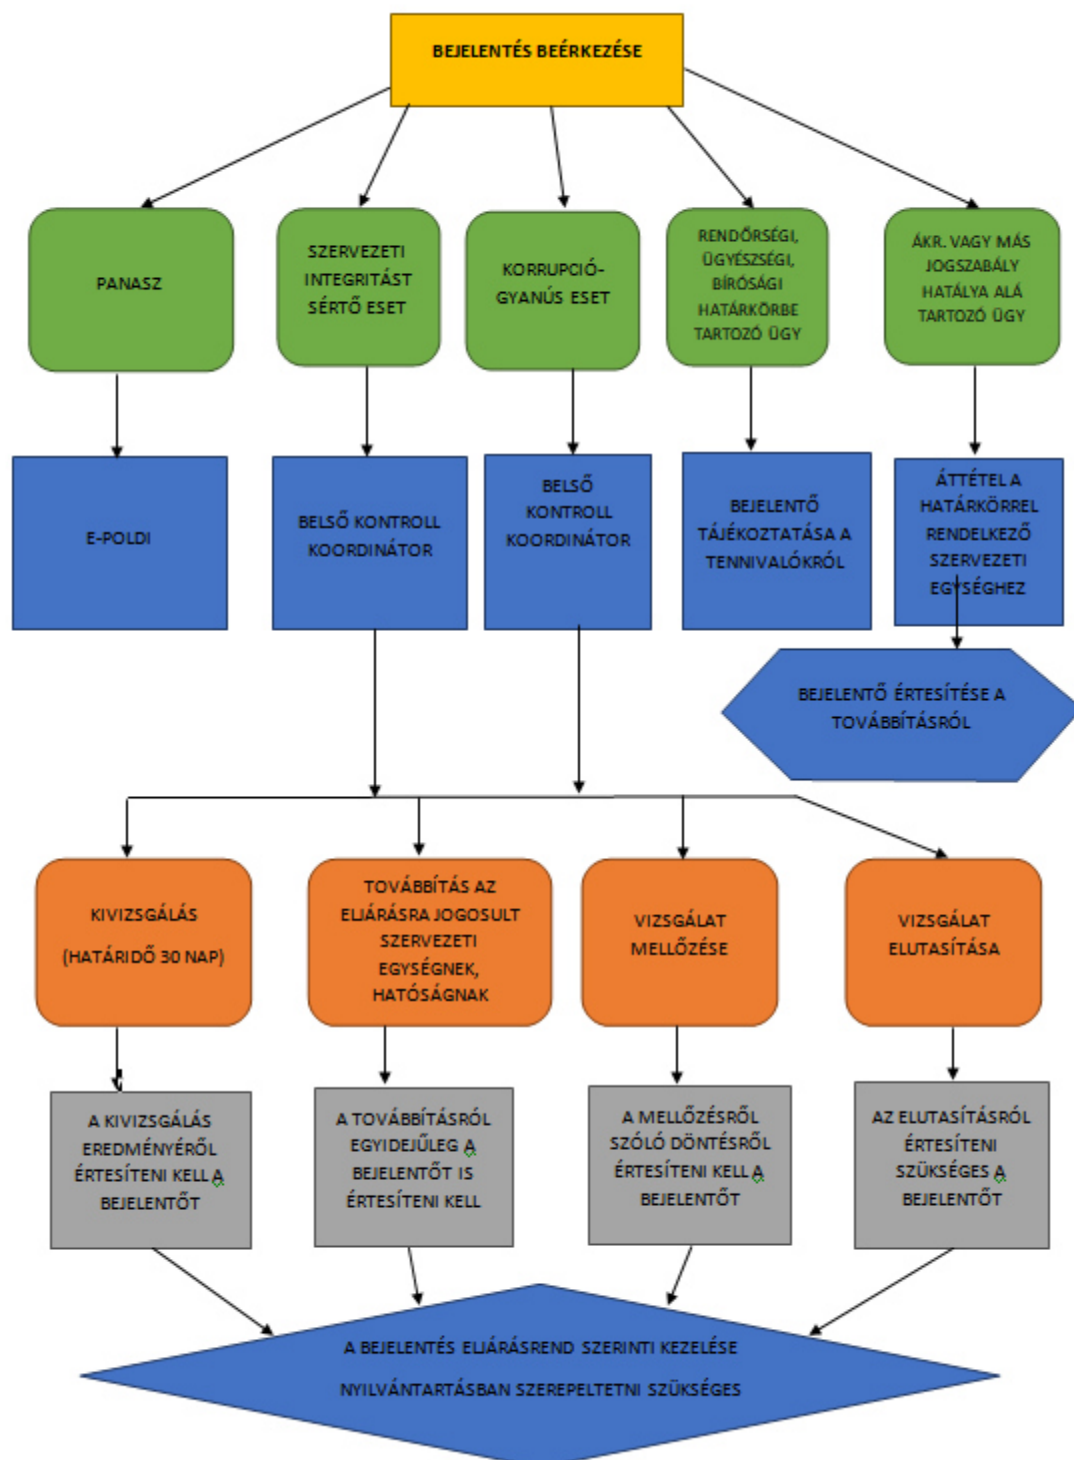 BEJELENTÉS BEÉRKEZÉSE
PANASZ
SZERVEZETI
INTEGRITÁST
SÉRTŐ ESET
KORRUPCIÓ-
GYANÚS ESET
RENDŐRSÉGI,
ÜGYÉSZSÉGI,
BÍRÓSÁGI
HATÁRKÖRBE
TARTOZÓ ÜGY
ÁKR. VAGY MÁS
JOGSZABÁLY
HATÁLYA ALÁ
TARTOZÓ ÜGY
E-POLDI
BELSŐ KONTROLL
KOORDINÁTOR
BELSŐ
KONTROLL
KOORDINÁTOR
BEJELENTŐ
TÁJÉKOZTATÁSA A
TENNIVALÓKRÓL
ÁTTÉTEL A
HATÁRKÖRREL
RENDELKEZŐ
SZERVEZETI
EGYSÉGHEZ
BEJELENTŐ ÉRTESÍTÉSE A
TOVÁBBÍTÁSRÓL
KIVIZSGÁLÁS
(HATÁRIDŐ 30 NAP)
TOVÁBBÍTÁS AZ
ELJÁRÁSRA JOGOSULT
SZERVEZETI
EGYSÉGNEK,
HATÓSÁGNAK
VIZSGÁLAT
MELLŐZÉSE
VIZSGÁLAT
ELUTASÍTÁSA
A KIVIZSGÁLÁS
EREDMÉNYÉRŐL
ÉRTESÍTENI KELL A
BEJELENTŐT
A TOVÁBBÍTÁSRÓL
EGYIDEJŰLEG A
BEJELENTŐT IS
ÉRTESÍTENI KELL
A MELLŐZÉSRŐL
SZÓLÓ DÖNTÉSRŐL
ÉRTESÍTENI KELL A
BEJELENTŐT
AZ ELUTASÍTÁSRÓL
ÉRTESÍTENI
SZÜKSÉGES A
BEJELENTŐT
A BEJELENTÉS ELJÁRÁSREND SZERINTI KEZELÉSE
NYILVÁNTARTÁSBAN SZEREPELTETNI SZÜKSÉGES